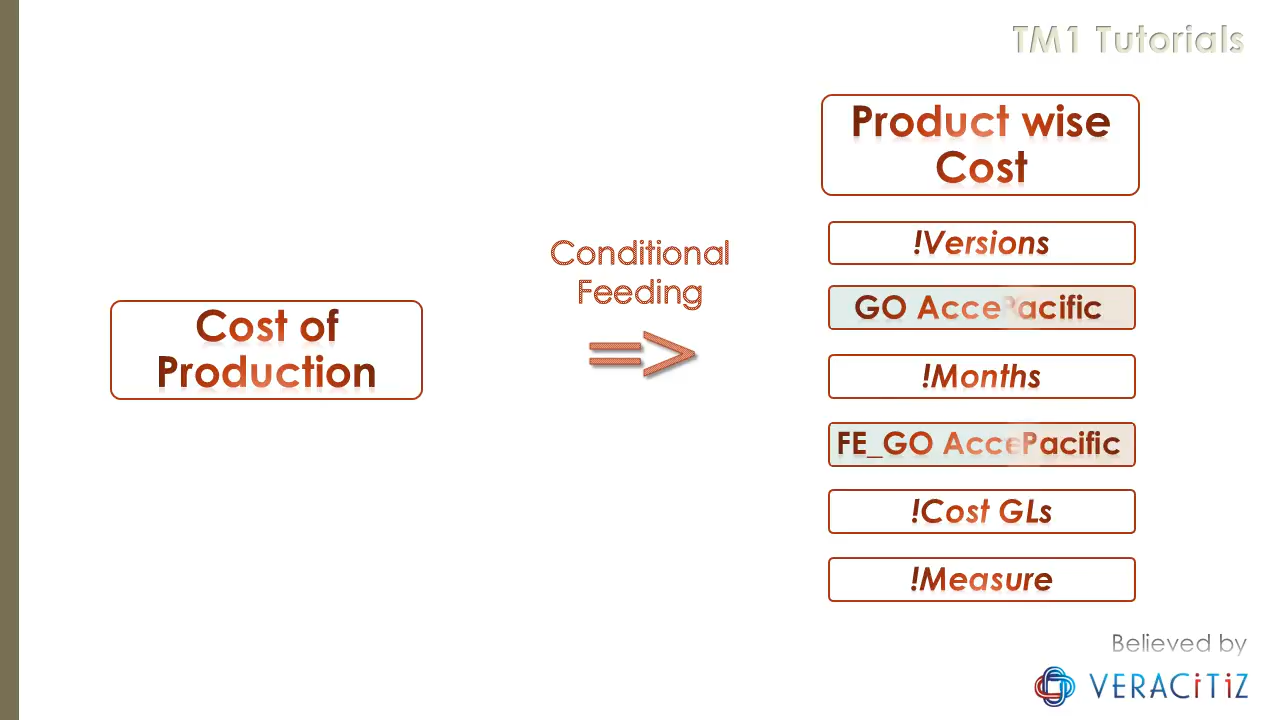 TM1 Tutorials
Product wise
Cost
!Versions
Conditional
Feeding
=>
GO Acce Pacific
Cost of
Production
!Months
FE_GO Acce Pacific
!Cost GLs
!Measure
Believed by
VERACiTiZ